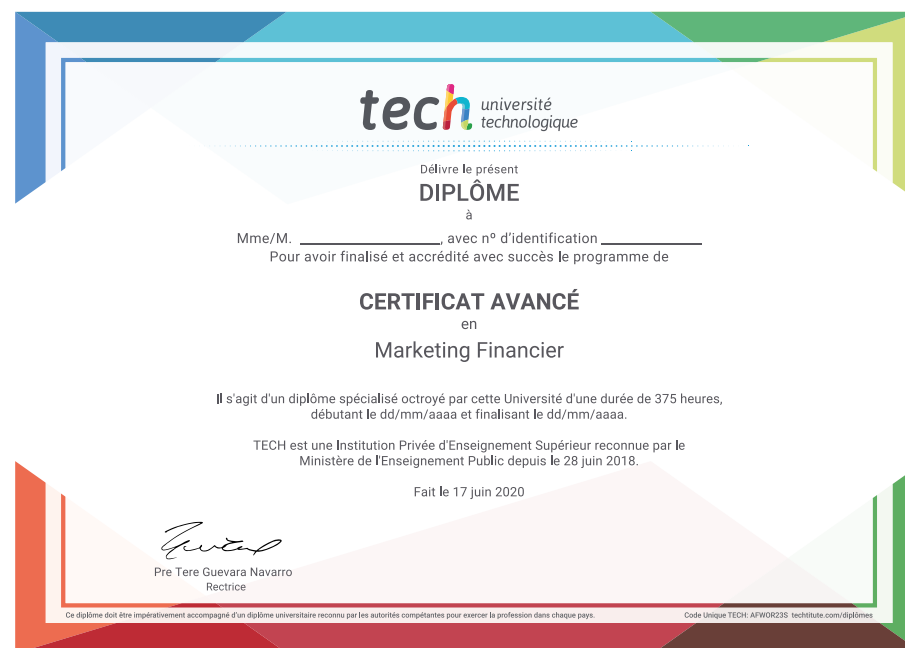 tech université
technologique
Délivre le présent
DIPLÔME
à
Mme/M. ____________________, avec nº d'identification ______________
Pour avoir finalisé et accrédité avec succès le programme de
CERTIFICAT AVANCÉ
en
Marketing Financier
Il s'agit d'un diplôme spécialisé octroyé par cette Université d'une durée de 375 heures,
débutant le dd/mm/aaaa et finalisant le dd/mm/aaaa.
TECH est une Institution Privée d'Enseignement Supérieur reconnue par le
Ministère de l'Enseignement Public depuis le 28 juin 2018.
Fait le 17 juin 2020
Pre Tere Guevara Navarro
Rectrice
Ce diplôme doit être impérativement accompagné d'un diplôme universitaire reconnu par les autorités compétantes pour exercer la profession dans chaque pays. Code Unique TECH: AFWOR23S techtitute.com/diplômes